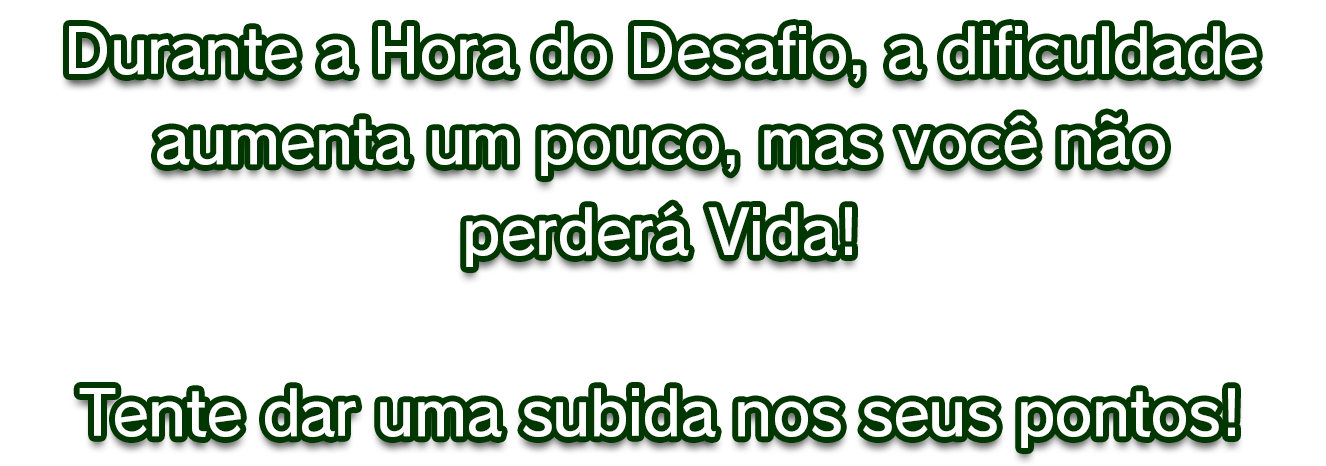 Durante a Hora do Desafio, a dificuldade
aumenta um pouco, mas você não
perderá Vida!
Tente dar uma subida nos seus pontos!